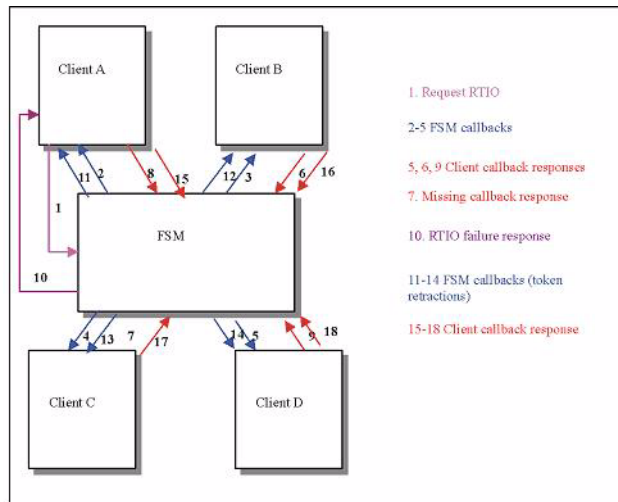 Client A
Client B
1. Request RTIO
2-5 FSM callbacks
5, 6, 9 Client callback responses
7. Missing callback response
10. RTIO failure response
11-14 FSM callbacks (token
retractions)
15-18 Client callback response
11 2 8 15 12 3 6 16
1
FSM
10
4 13 7 17 14 5 9 18
Client C
Client D